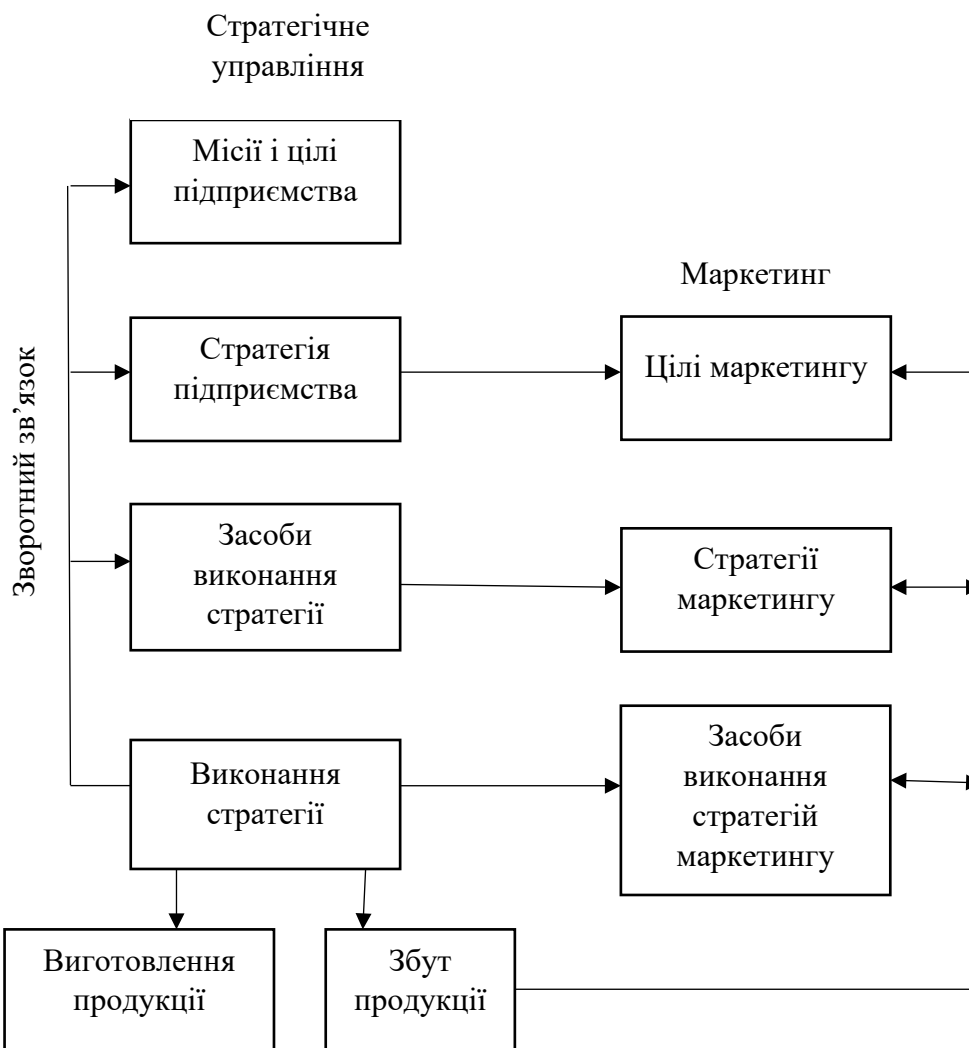 Стратегічне
управління
Місії і цілі
підприємства
Маркетинг
Стратегія
підприємства
Цілі маркетингу
Зворотний зв’язок
Засоби
виконання
стратегії
Стратегії
маркетингу
Виконання
стратегії
Засоби
виконання
стратегій
маркетингу
Виготовлення
продукції
Збут
продукції